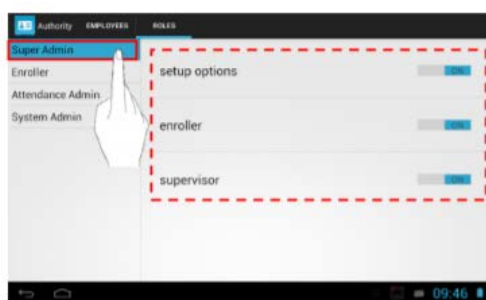 Authority EMPLOYEES ROLES
Super Admin
Enroller
Attendance Admin
System Admin
setup options ON
enroller ON
supervisor ON
09:46